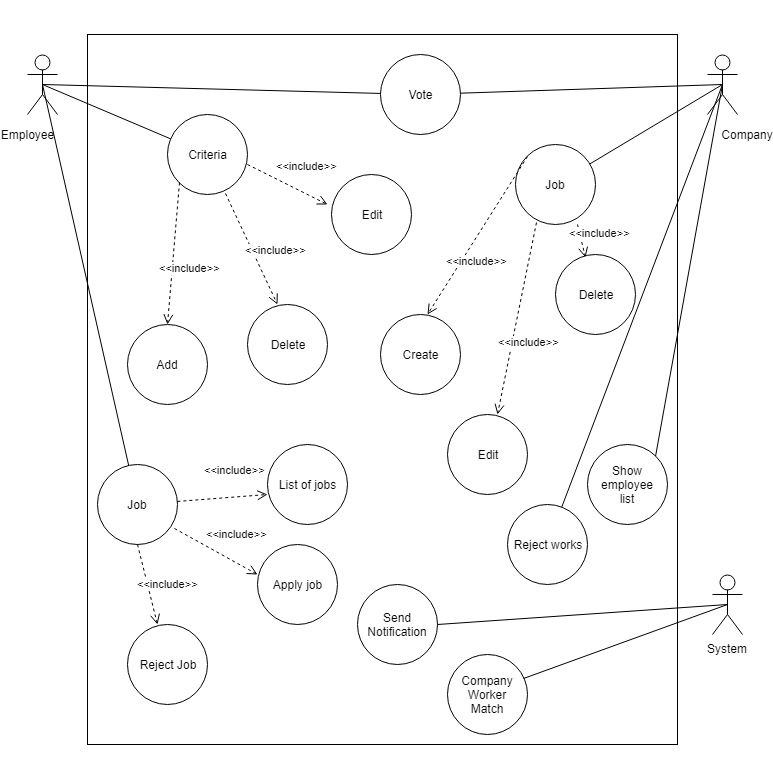 Vote
Employee
Company
Criteria
<<include>>
Job
Edit
<<include>>
<<include>>
<<include>>
<<include>>
Delete
<<include>>
Delete
Create
Add
Edit
<<include>>
List of jobs
Show
employee
list
Job
<<include>>
Reject works
Apply job
<<include>>
Send
Notification
System
Reject Job
Company
Worker
Match